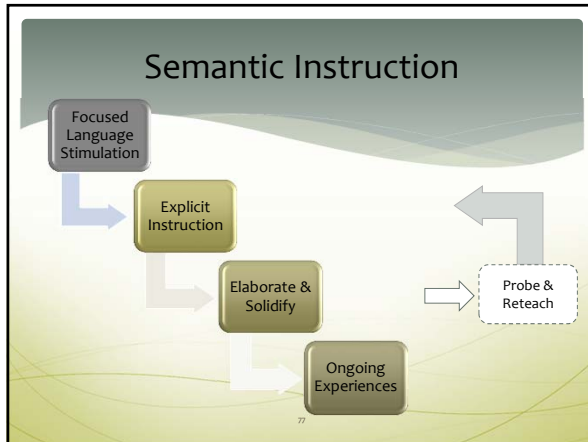 Semantic Instruction
Focused
Language
Stimulation
Explicit
Instruction
Elaborate &
Solidify
Probe &
Reteach
Ongoing
Experiences
77